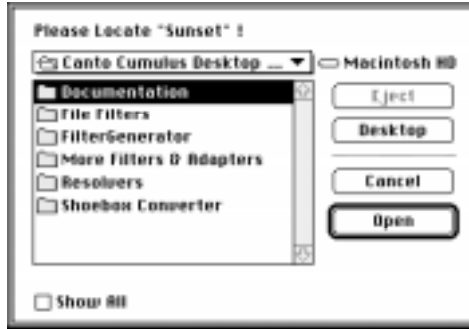 Please Locate "Sunset" !
Canto Cumulus Desktop ...
Macintosh HD
Documentation
File Filters
FilterGenerator
More Filters & Adapters
Resolvers
Shoebox Converter
Eject
Desktop
Cancel
Open
Show All